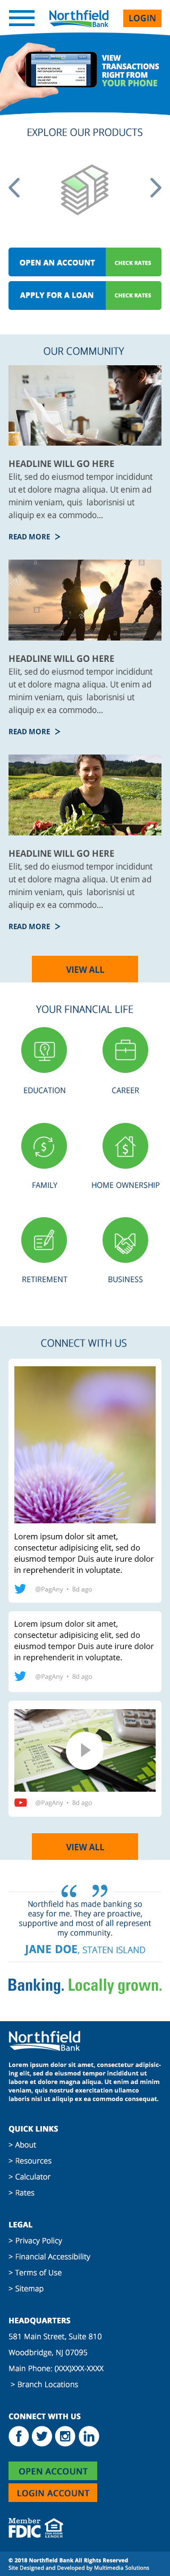 Northfield
Bank
LOGIN
VIEW
TRANSACTIONS
RIGHT FROM
YOUR PHONE
EXPLORE OUR PRODUCTS
OPEN AN ACCOUNT
CHECK RATES
APPLY FOR A LOAN
CHECK RATES
OUR COMMUNITY
HEADLINE WILL GO HERE
Elit, sed do eiusmod tempor incididunt
ut et dolore magna aliqua. Ut enim ad
minim veniam, quis laborisnisi ut
aliquip ex ea commodo...
READ MORE >
HEADLINE WILL GO HERE
Elit, sed do eiusmod tempor incididunt
ut et dolore magna aliqua. Ut enim ad
minim veniam, quis laborisnisi ut
aliquip ex ea commodo...
READ MORE >
HEADLINE WILL GO HERE
Elit, sed do eiusmod tempor incididunt
ut et dolore magna aliqua. Ut enim ad
minim veniam, quis laborisnisi ut
aliquip ex ea commodo...
READ MORE >
VIEW ALL
YOUR FINANCIAL LIFE
EDUCATION
CAREER
FAMILY
HOME OWNERSHIP
RETIREMENT
BUSINESS
CONNECT WITH US
Lorem ipsum dolor sit amet,
consectetur adipisicing elit, sed do
eiusmod tempor Duis aute irure dolor
in reprehenderit in voluptate.
@PagAny • 8d ago
Lorem ipsum dolor sit amet,
consectetur adipisicing elit, sed do
eiusmod tempor Duis aute irure dolor
in reprehenderit in voluptate.
@PagAny • 8d ago
@PagAny • 8d ago
VIEW ALL
“ ”
Northfield has made banking so
easy for me. They are proactive,
supportive and most of all represent
my community.
JANE DOE, STATEN ISLAND
Banking. Locally grown.
Northfield
Bank
Lorem ipsum dolor sit amet, consectetur adipisic-
ing elit, sed do eiusmod tempor incididunt ut
labore et dolore magna aliqua. Ut enim ad minim
veniam, quis nostrud exercitation ullamco
laboris nisi ut aliquip ex ea commodo consequat.
QUICK LINKS
> About
> Resources
> Calculator
> Rates
LEGAL
> Privacy Policy
> Financial Accessibility
> Terms of Use
> Sitemap
HEADQUARTERS
581 Main Street, Suite 810
Woodbridge, NJ 07095
Main Phone: (XXX)XXX-XXXX
> Branch Locations
CONNECT WITH US
OPEN ACCOUNT
LOGIN ACCOUNT
Member
FDIC
© 2018 Northfield Bank All Rights Reserved
Site Designed and Developed by Multimedia Solutions